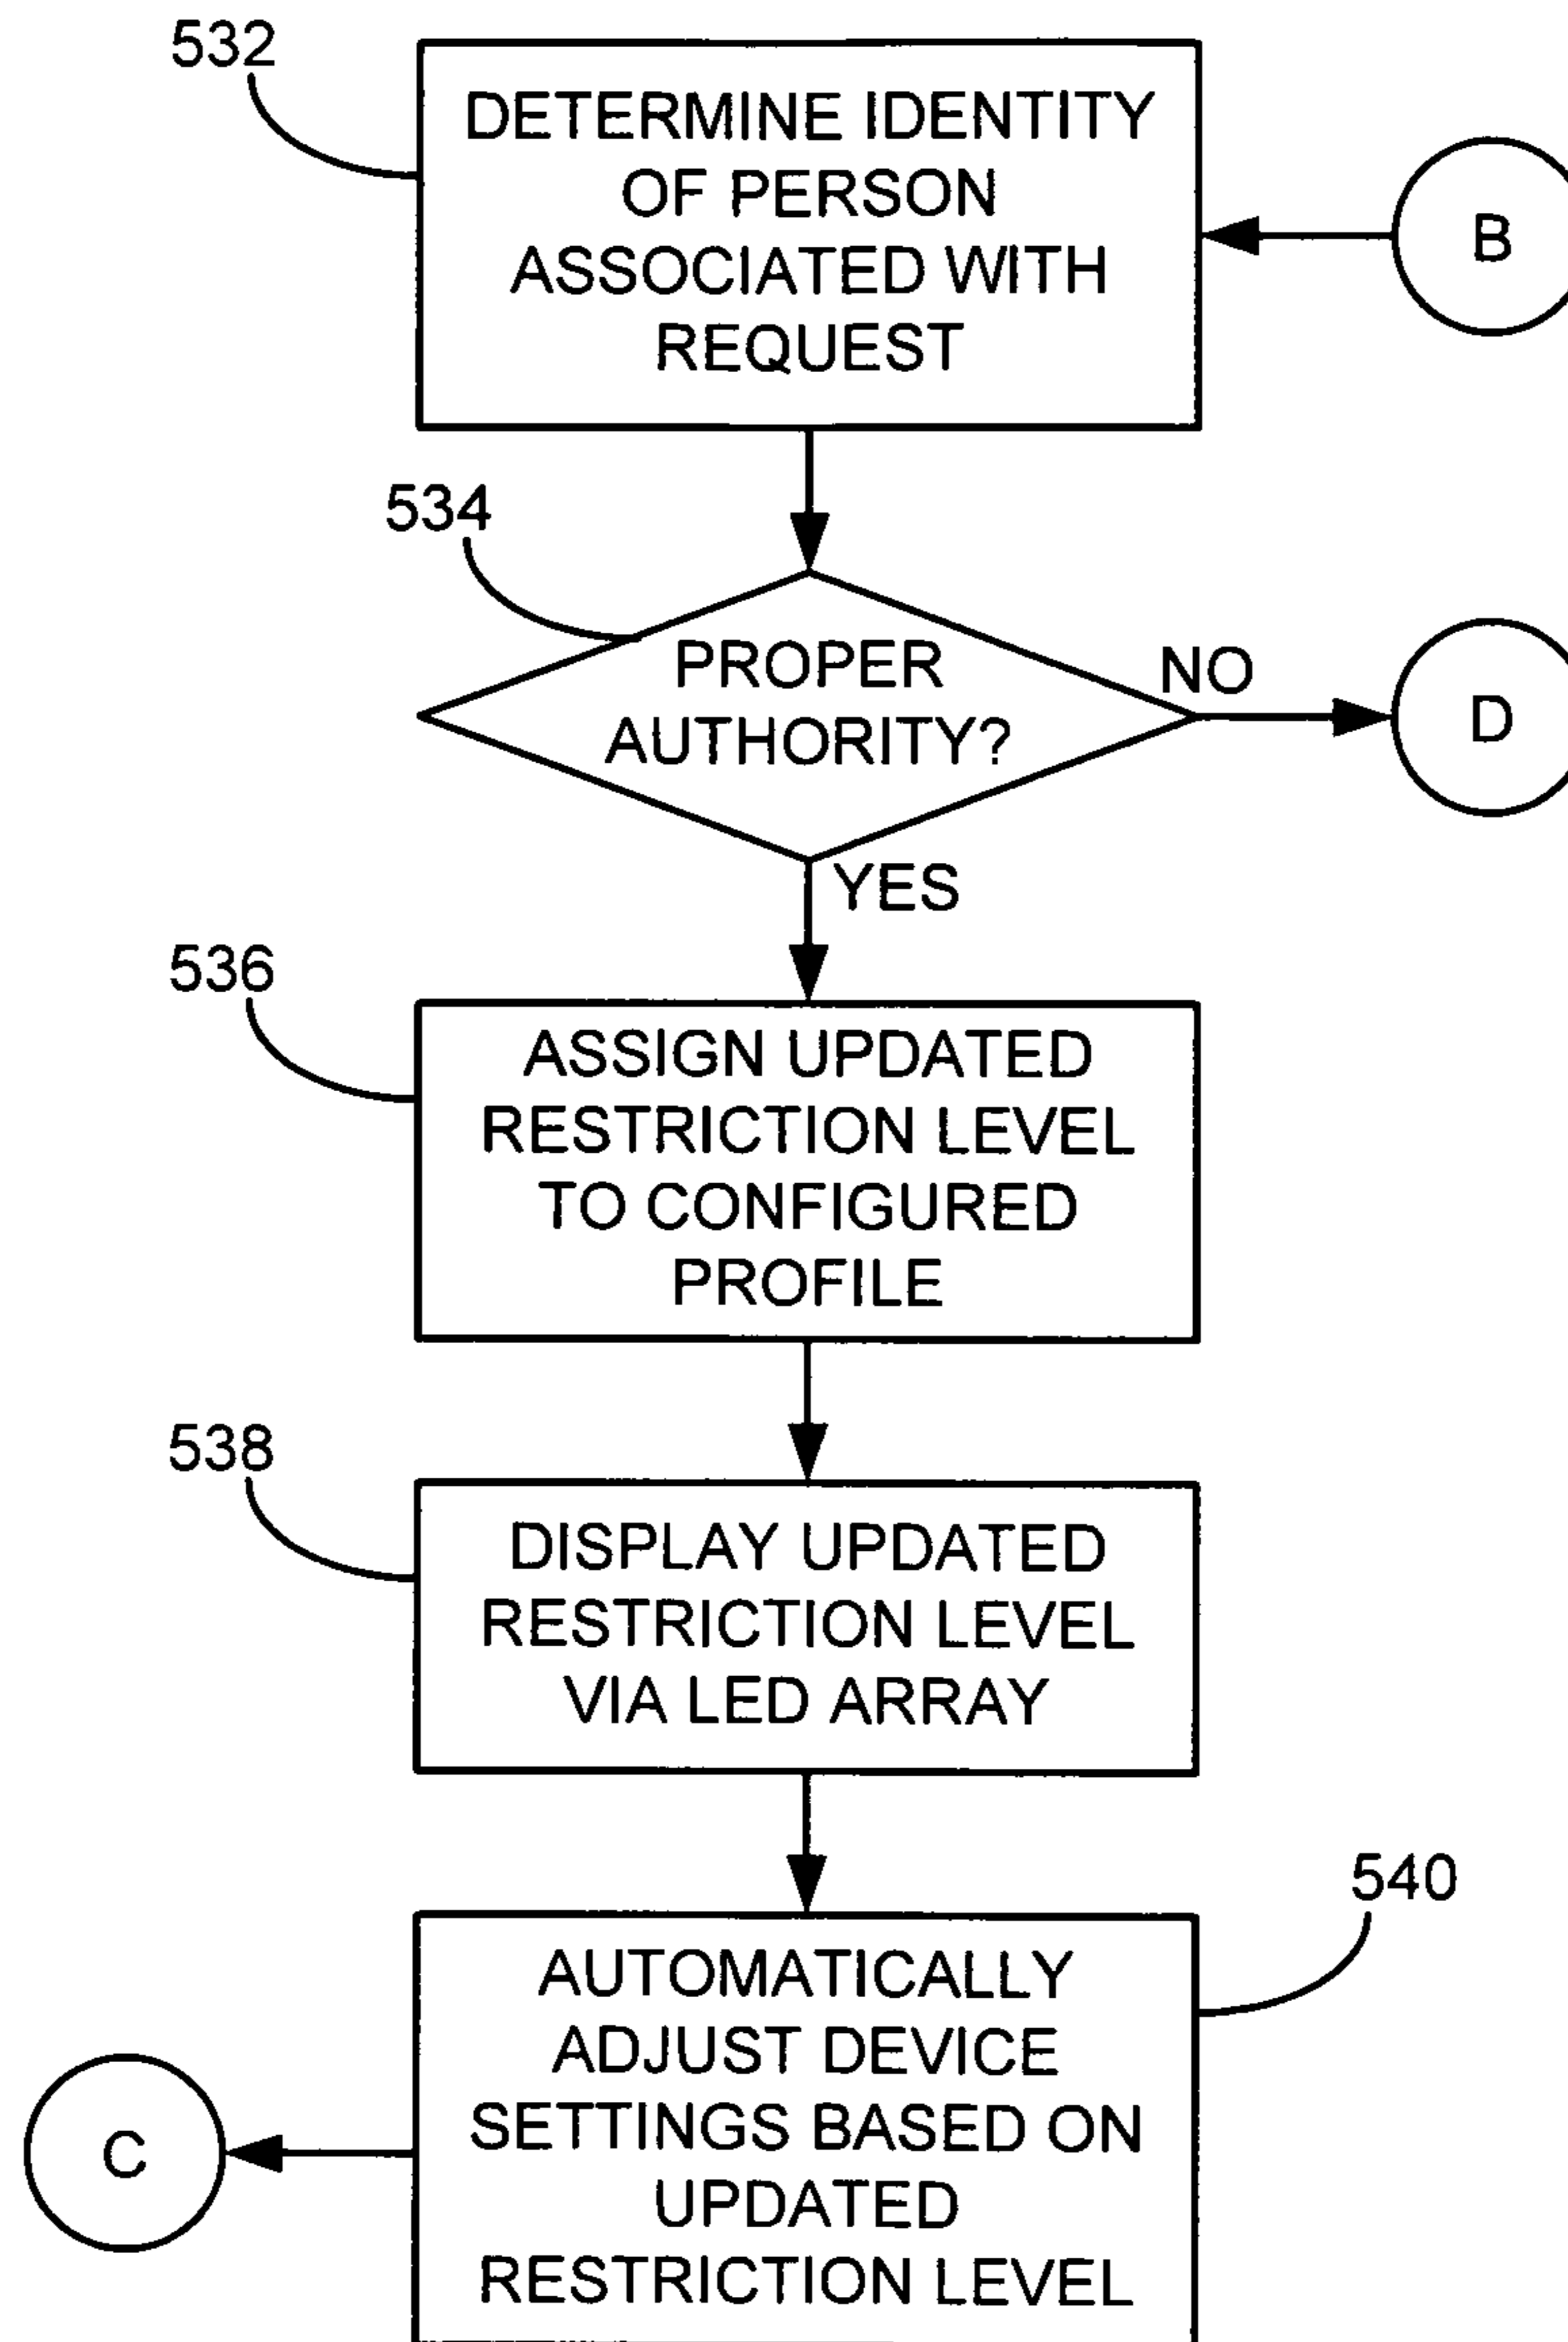 532
DETERMINE IDENTITY
OF PERSON
ASSOCIATED WITH
REQUEST
B
534
PROPER
AUTHORITY?
NO
D
YES
536
ASSIGN UPDATED
RESTRICTION LEVEL
TO CONFIGURED
PROFILE
538
DISPLAY UPDATED
RESTRICTION LEVEL
VIA LED ARRAY
540
AUTOMATICALLY
ADJUST DEVICE
SETTINGS BASED ON
UPDATED
RESTRICTION LEVEL
C